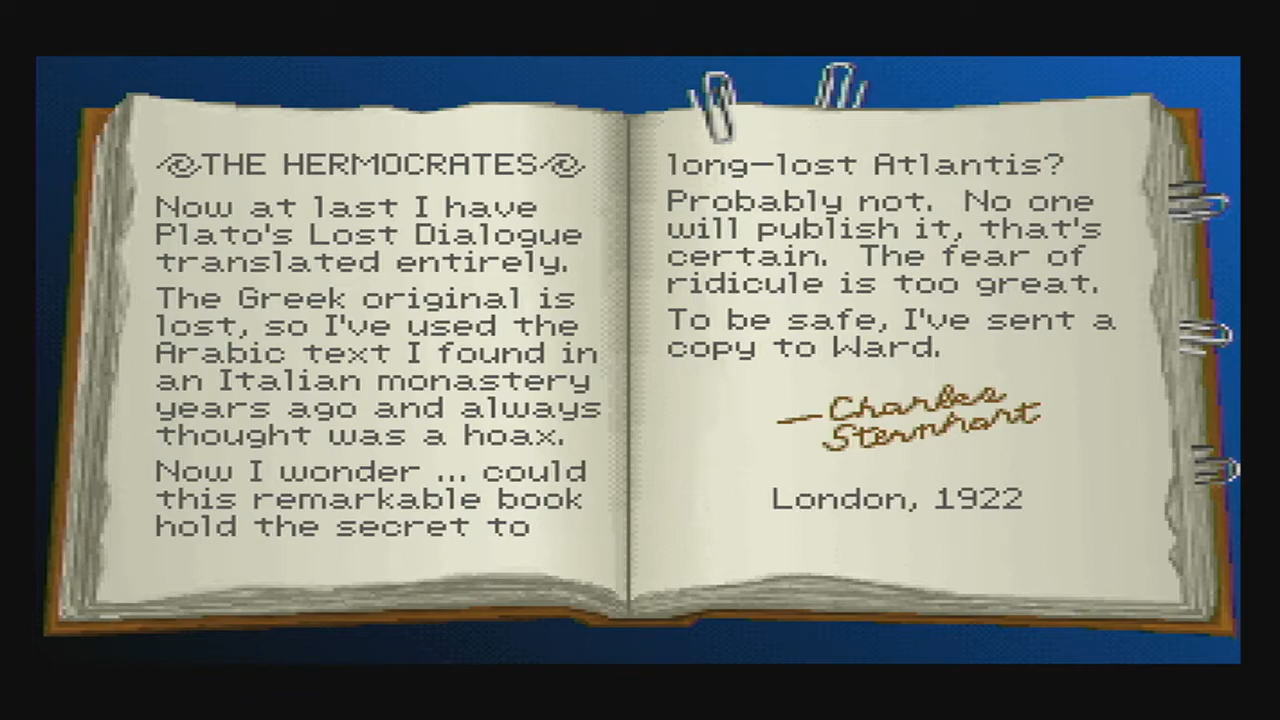 THE HERMOCRATES
Now at last I have
Plato's Lost Dialogue
translated entirely.
The Greek original is
lost, so I've used the
Arabic text I found in
an Italian monastery
years ago and always
thought was a hoax.
Now I wonder ... could
this remarkable book
hold the secret to
long-lost Atlantis?
Probably not.  No one
will publish it, that's
certain.  The fear of
ridicule is too great.
To be safe, I've sent a
copy to Ward.
—Charles
Sternhart
London, 1922